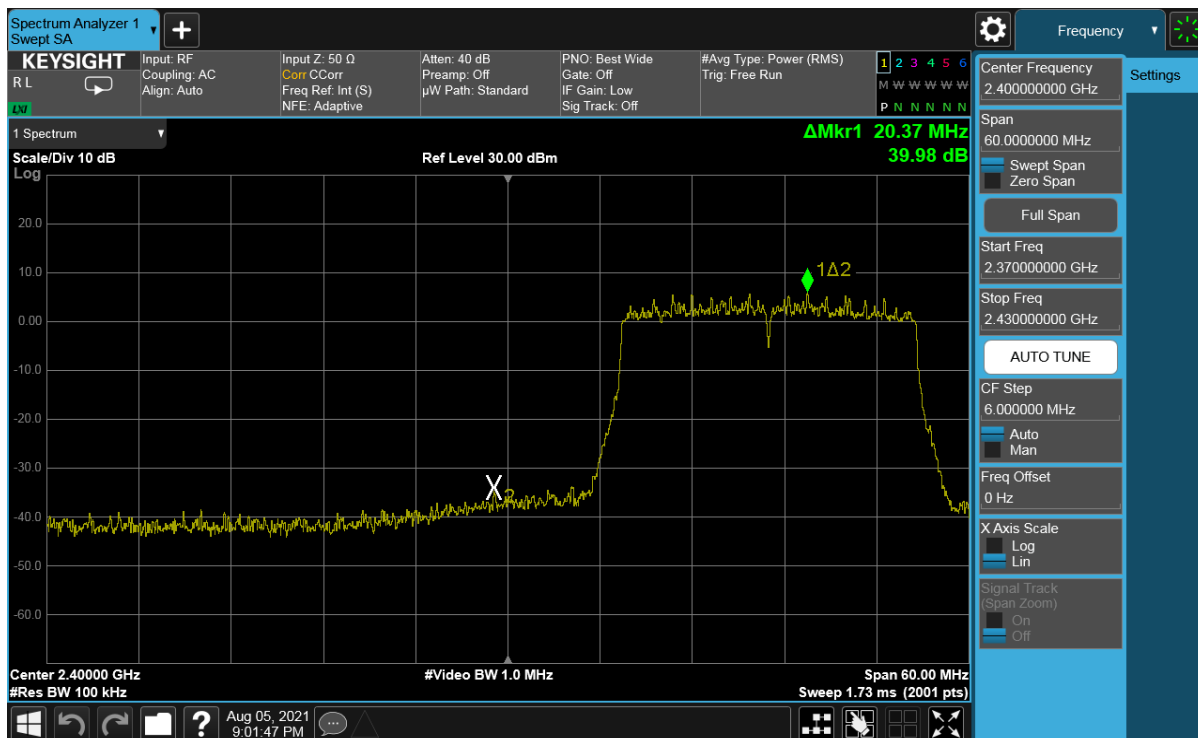 Spectrum Analyzer 1
Swept SA
+
Frequency
KEYSIGHT
R L
LXI
Input: RF
Coupling: AC
Align: Auto
Input Z: 50 Ω
Corr CCorr
Freq Ref: Int (S)
NFE: Adaptive
Atten: 40 dB
Preamp: Off
µW Path: Standard
PNO: Best Wide
Gate: Off
IF Gain: Low
Sig Track: Off
#Avg Type: Power (RMS)
Trig: Free Run
1 2 3 4 5 6
M W W W W W
P N N N N N
Center Frequency
2.400000000 GHz
Settings
Span
60.0000000 MHz
Swept Span
Zero Span
Full Span
Start Freq
2.370000000 GHz
Stop Freq
2.430000000 GHz
AUTO TUNE
CF Step
6.000000 MHz
Auto
Man
Freq Offset
0 Hz
X Axis Scale
Log
Lin
Signal Track
(Span Zoom)
On
Off
1 Spectrum
ΔMkr1 20.37 MHz
39.98 dB
Scale/Div 10 dB
Ref Level 30.00 dBm
Log
20.0
10.0
0.00
-10.0
-20.0
-30.0
-40.0
-50.0
-60.0
1Δ2
X2
Center 2.40000 GHz
#Video BW 1.0 MHz
Span 60.00 MHz
#Res BW 100 kHz
Sweep 1.73 ms (2001 pts)
?
Aug 05, 2021
9:01:47 PM